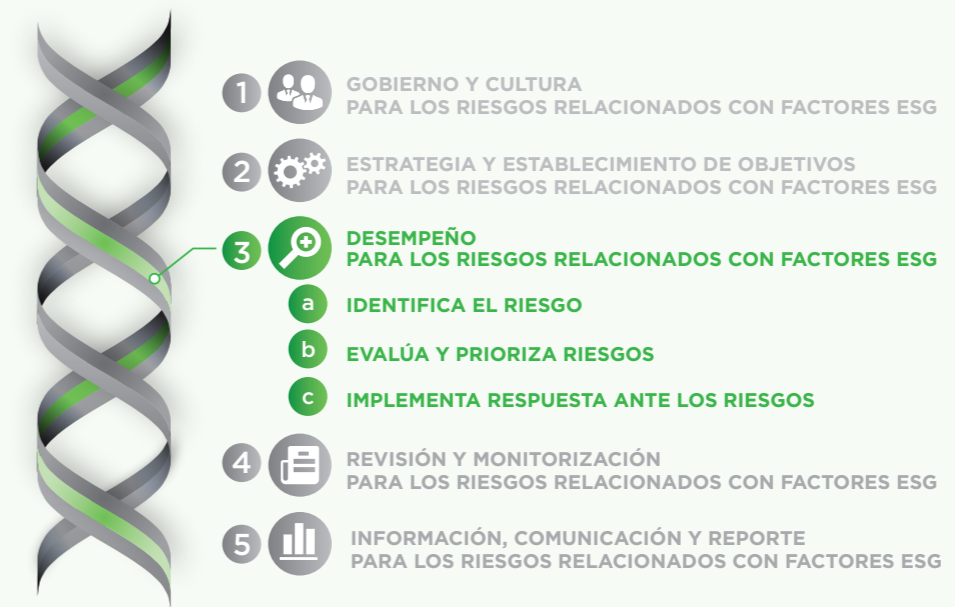 1 GOBIERNO Y CULTURA
PARA LOS RIESGOS RELACIONADOS CON FACTORES ESG
2 ESTRATEGIA Y ESTABLECIMIENTO DE OBJETIVOS
PARA LOS RIESGOS RELACIONADOS CON FACTORES ESG
3 DESEMPEÑO
PARA LOS RIESGOS RELACIONADOS CON FACTORES ESG
a IDENTIFICA EL RIESGO
b EVALÚA Y PRIORIZA RIESGOS
c IMPLEMENTA RESPUESTA ANTE LOS RIESGOS
4 REVISIÓN Y MONITORIZACIÓN
PARA LOS RIESGOS RELACIONADOS CON FACTORES ESG
5 INFORMACIÓN, COMUNICACIÓN Y REPORTE
PARA LOS RIESGOS RELACIONADOS CON FACTORES ESG